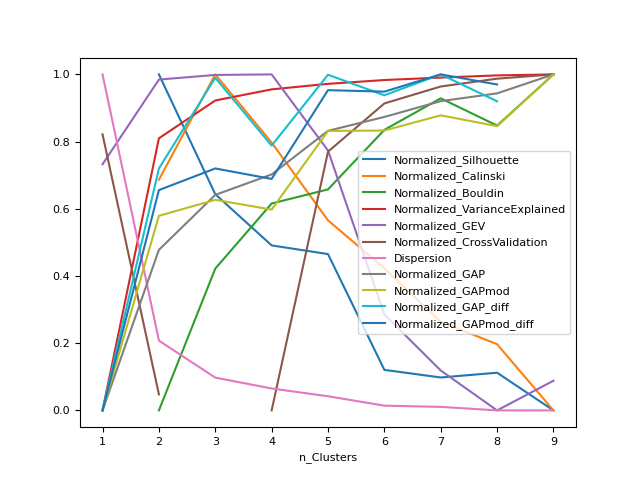 1.0
0.8
0.6
0.4
0.2
0.0
Normalized_Silhouette
Normalized_Calinski
Normalized_Bouldin
Normalized_VarianceExplained
Normalized_GEV
Normalized_CrossValidation
Dispersion
Normalized_GAP
Normalized_GAPmod
Normalized_GAP_diff
Normalized_GAPmod_diff
1 2 3 4 5 6 7 8 9
n_Clusters